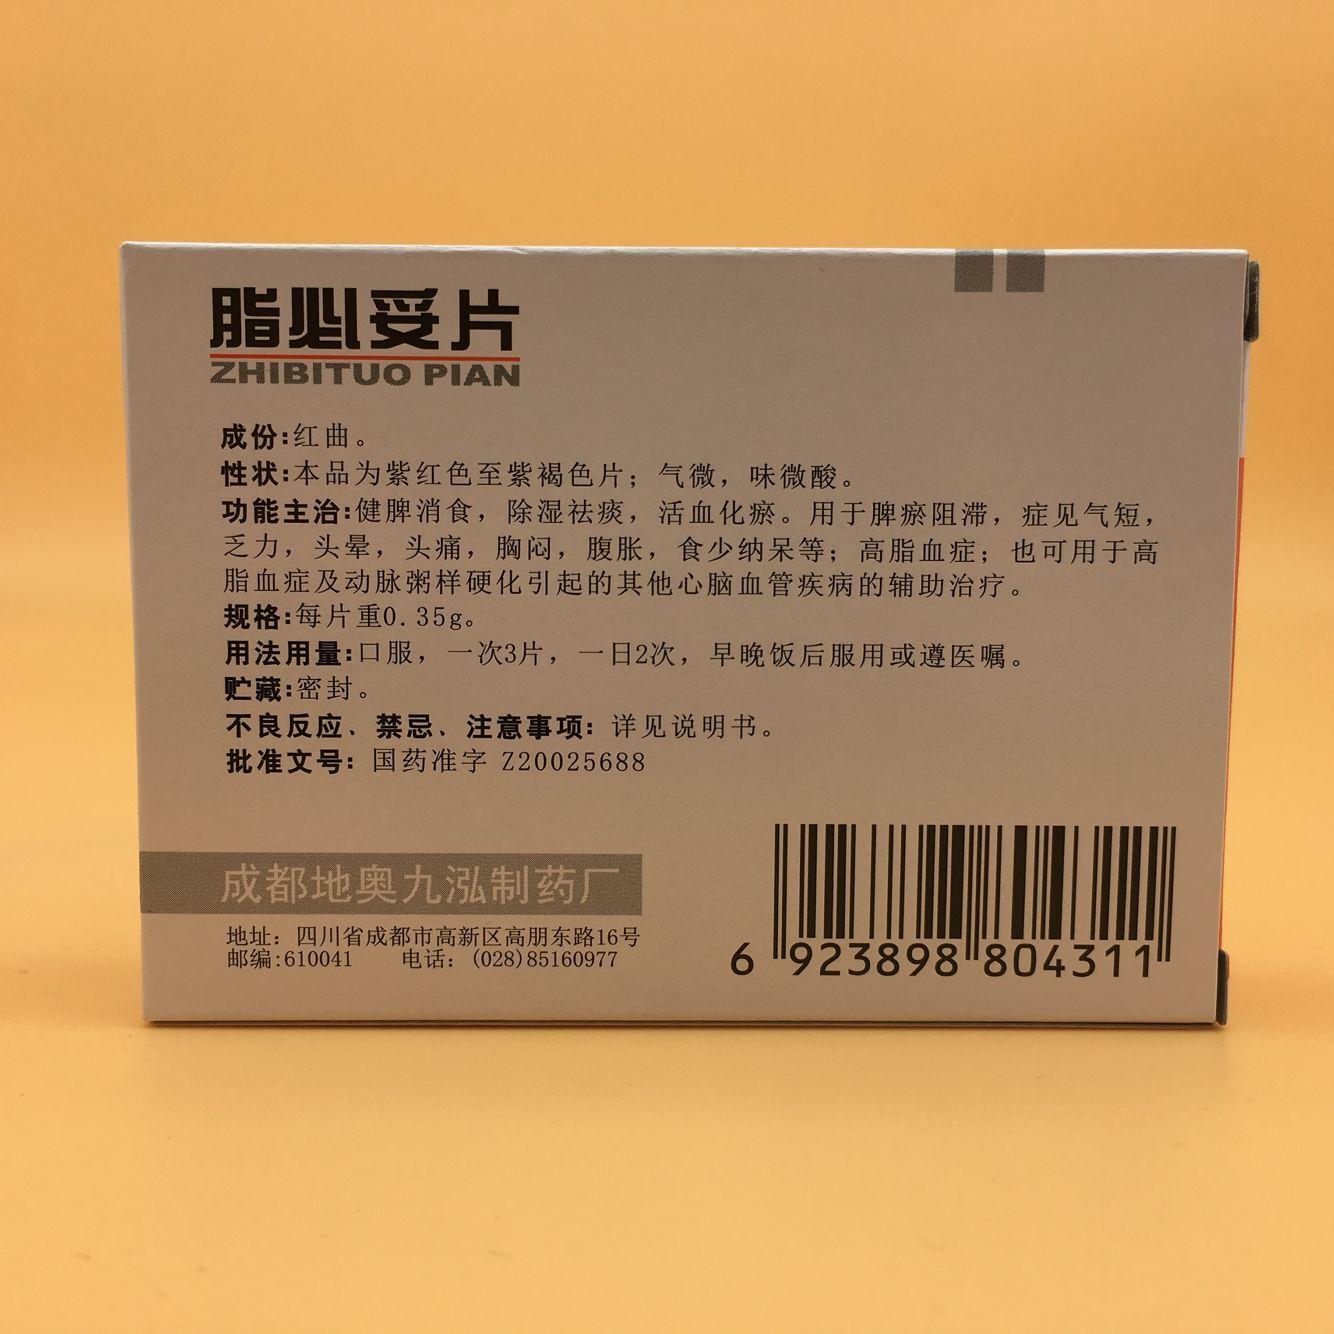 脂必妥片
ZHIBITUO PIAN
成份:红曲。
性状:本品为紫红色至紫褐色片；气微，味微酸。
功能主治:健脾消食，除湿祛痰，活血化瘀。用于脾瘀阻滞，症见气短，
乏力，头晕，头痛，胸闷，腹胀，食少纳呆等；高脂血症；也可用于高
脂血症及动脉粥样硬化引起的其他心脑血管疾病的辅助治疗。
规格:每片重0.35g。
用法用量:口服，一次3片，一日2次，早晚饭后服用或遵医嘱。
贮藏:密封。
不良反应、禁忌、注意事项：详见说明书。
批准文号：国药准字 Z20025688
成都地奥九泓制药厂
地址：四川省成都市高新区高朋东路16号
邮编:610041 电话：(028)85160977
6 923898 804311